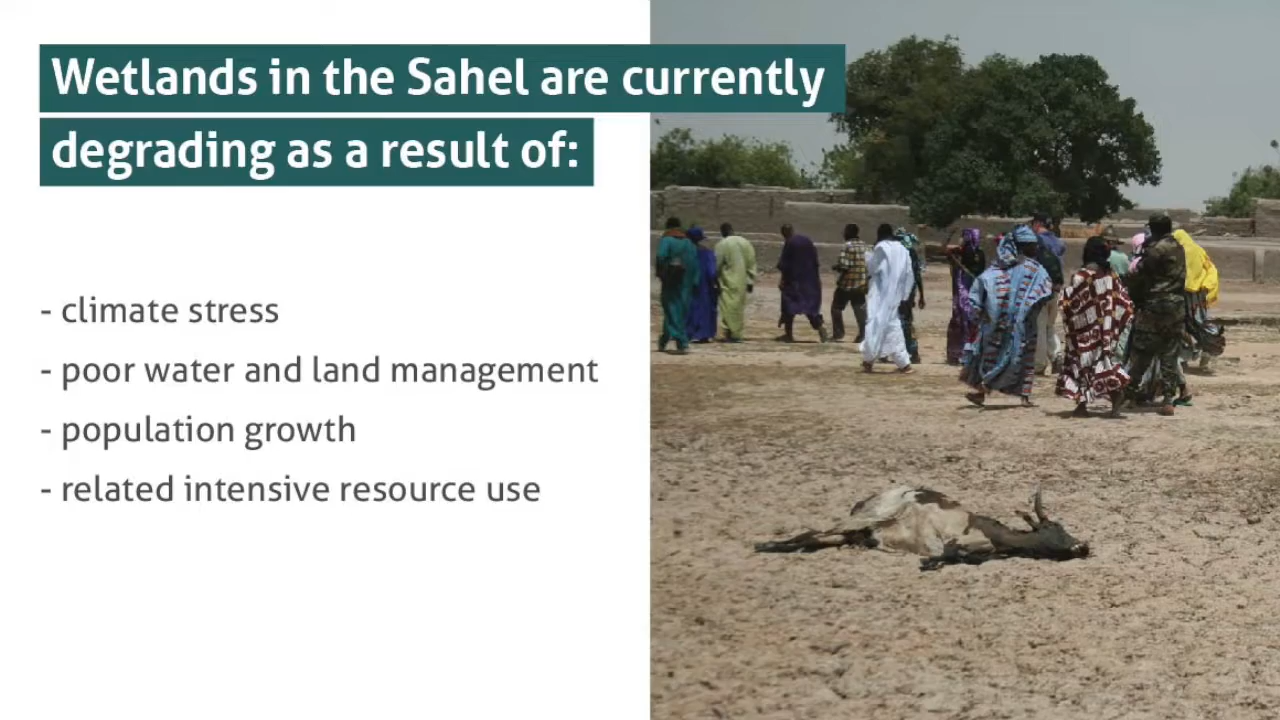 Wetlands in the Sahel are currently
degrading as a result of:
- climate stress
- poor water and land management
- population growth
- related intensive resource use